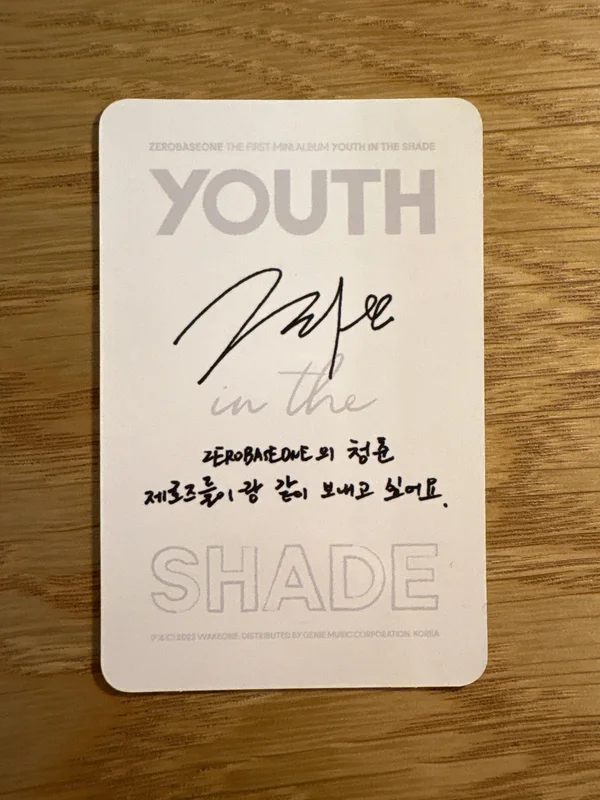 ZEROBASEONE THE FIRST MINI ALBUM YOUTH IN THE SHADE
YOUTH
in the
ZEROBASEONE의 청춘
제로즈들이랑 같이 보내고 싶어요.
SHADE
(P & C) 2023 WAKEONE. DISTRIBUTED BY GENIE MUSIC CORPORATION. KOREA